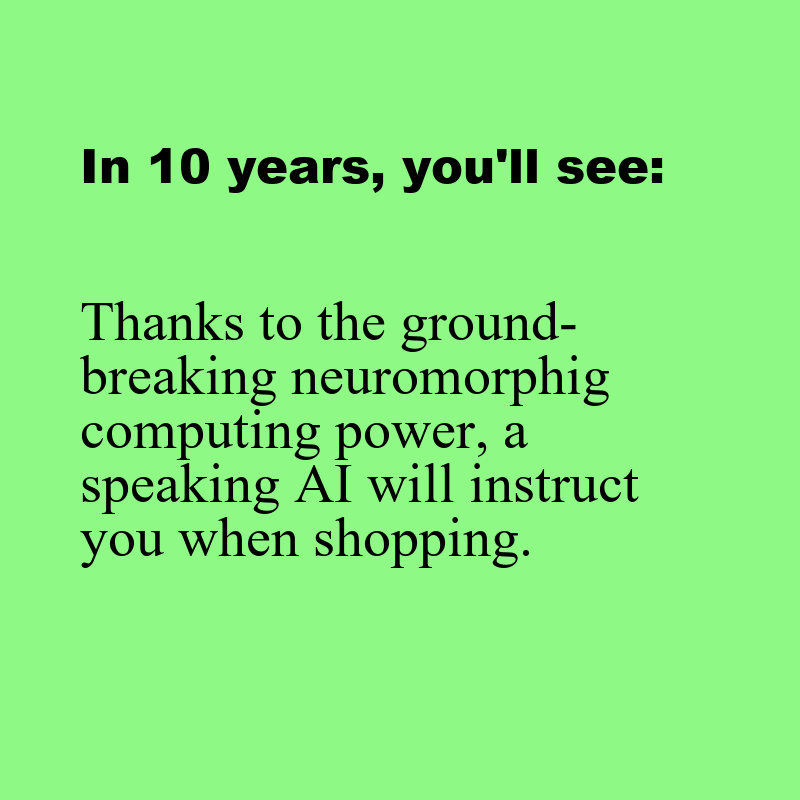 In 10 years, you'll see:
Thanks to the ground-
breaking neuromorphig
computing power, a
speaking AI will instruct
you when shopping.